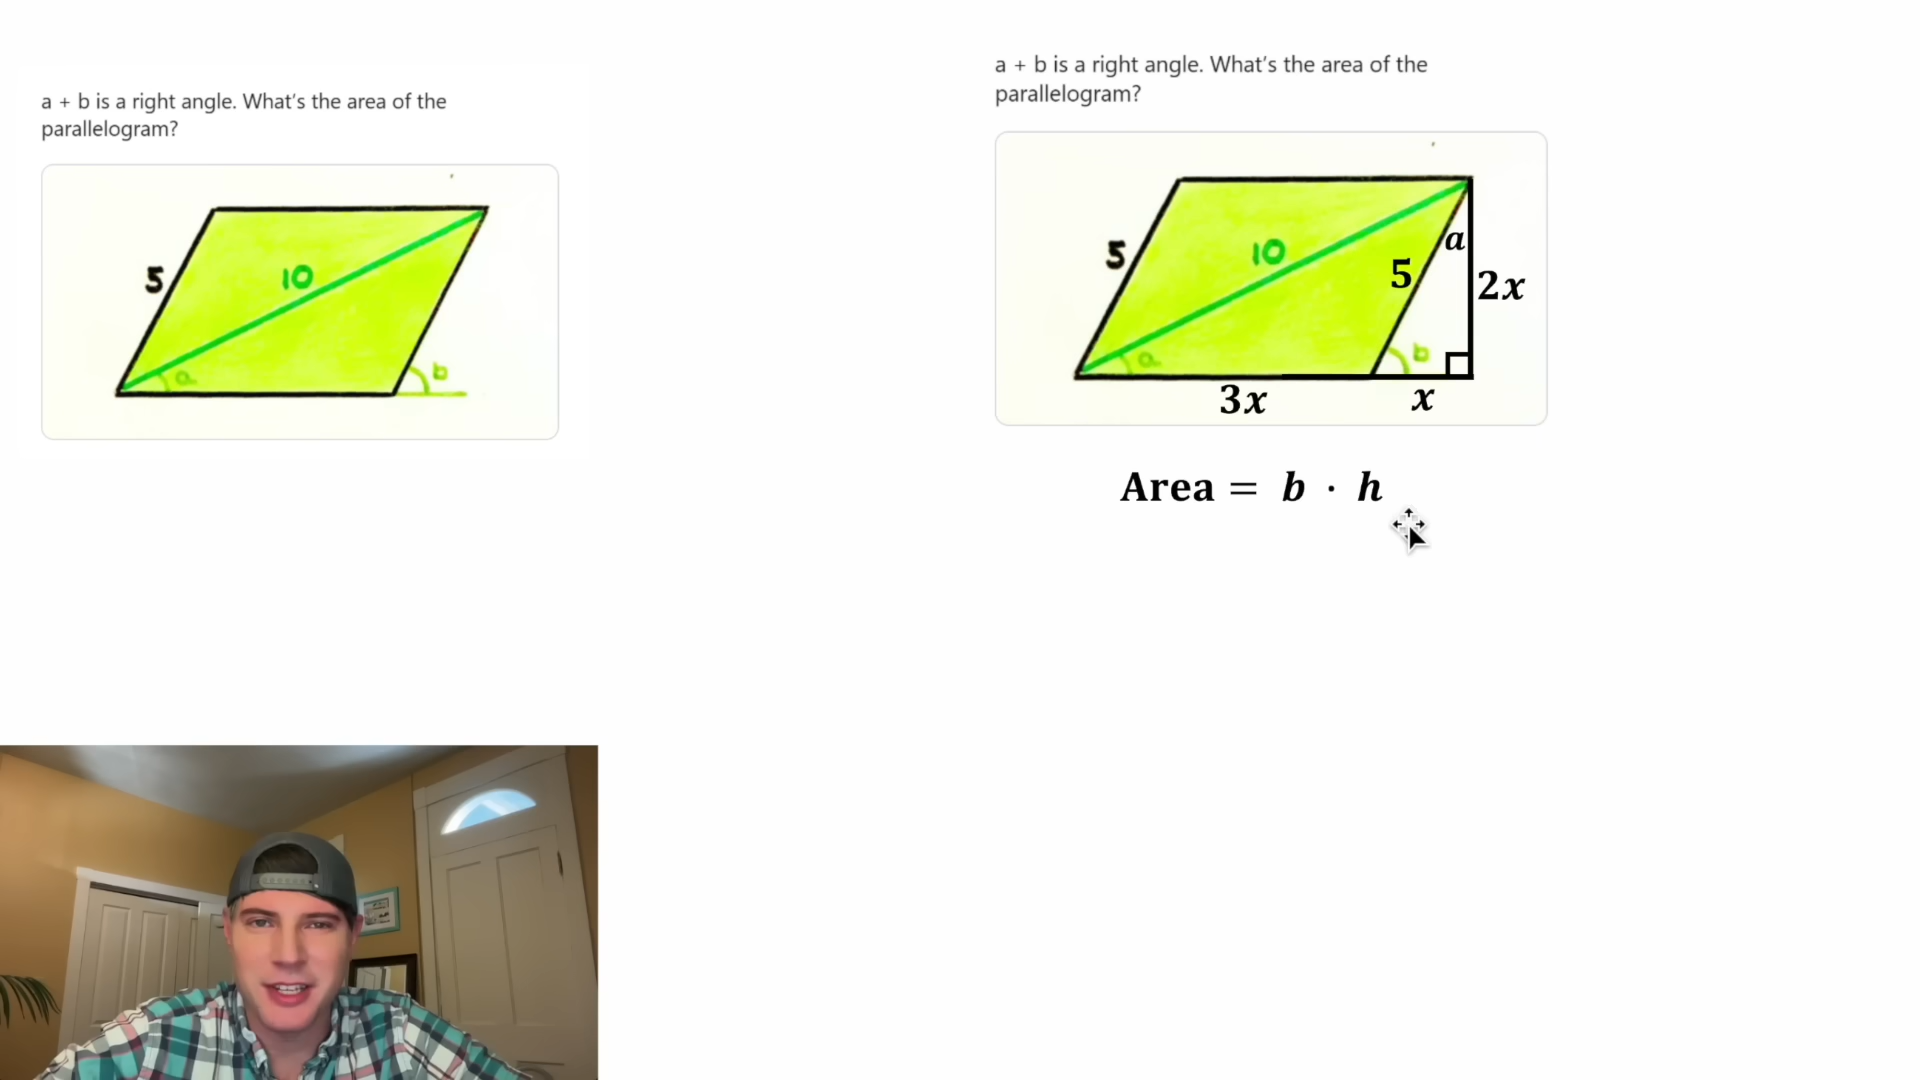 a + b is a right angle. What's the area of the
parallelogram?
5
10
a
b
a + b is a right angle. What's the area of the
parallelogram?
5
10
5
a
2x
a
b
3x
x
Area = b · h